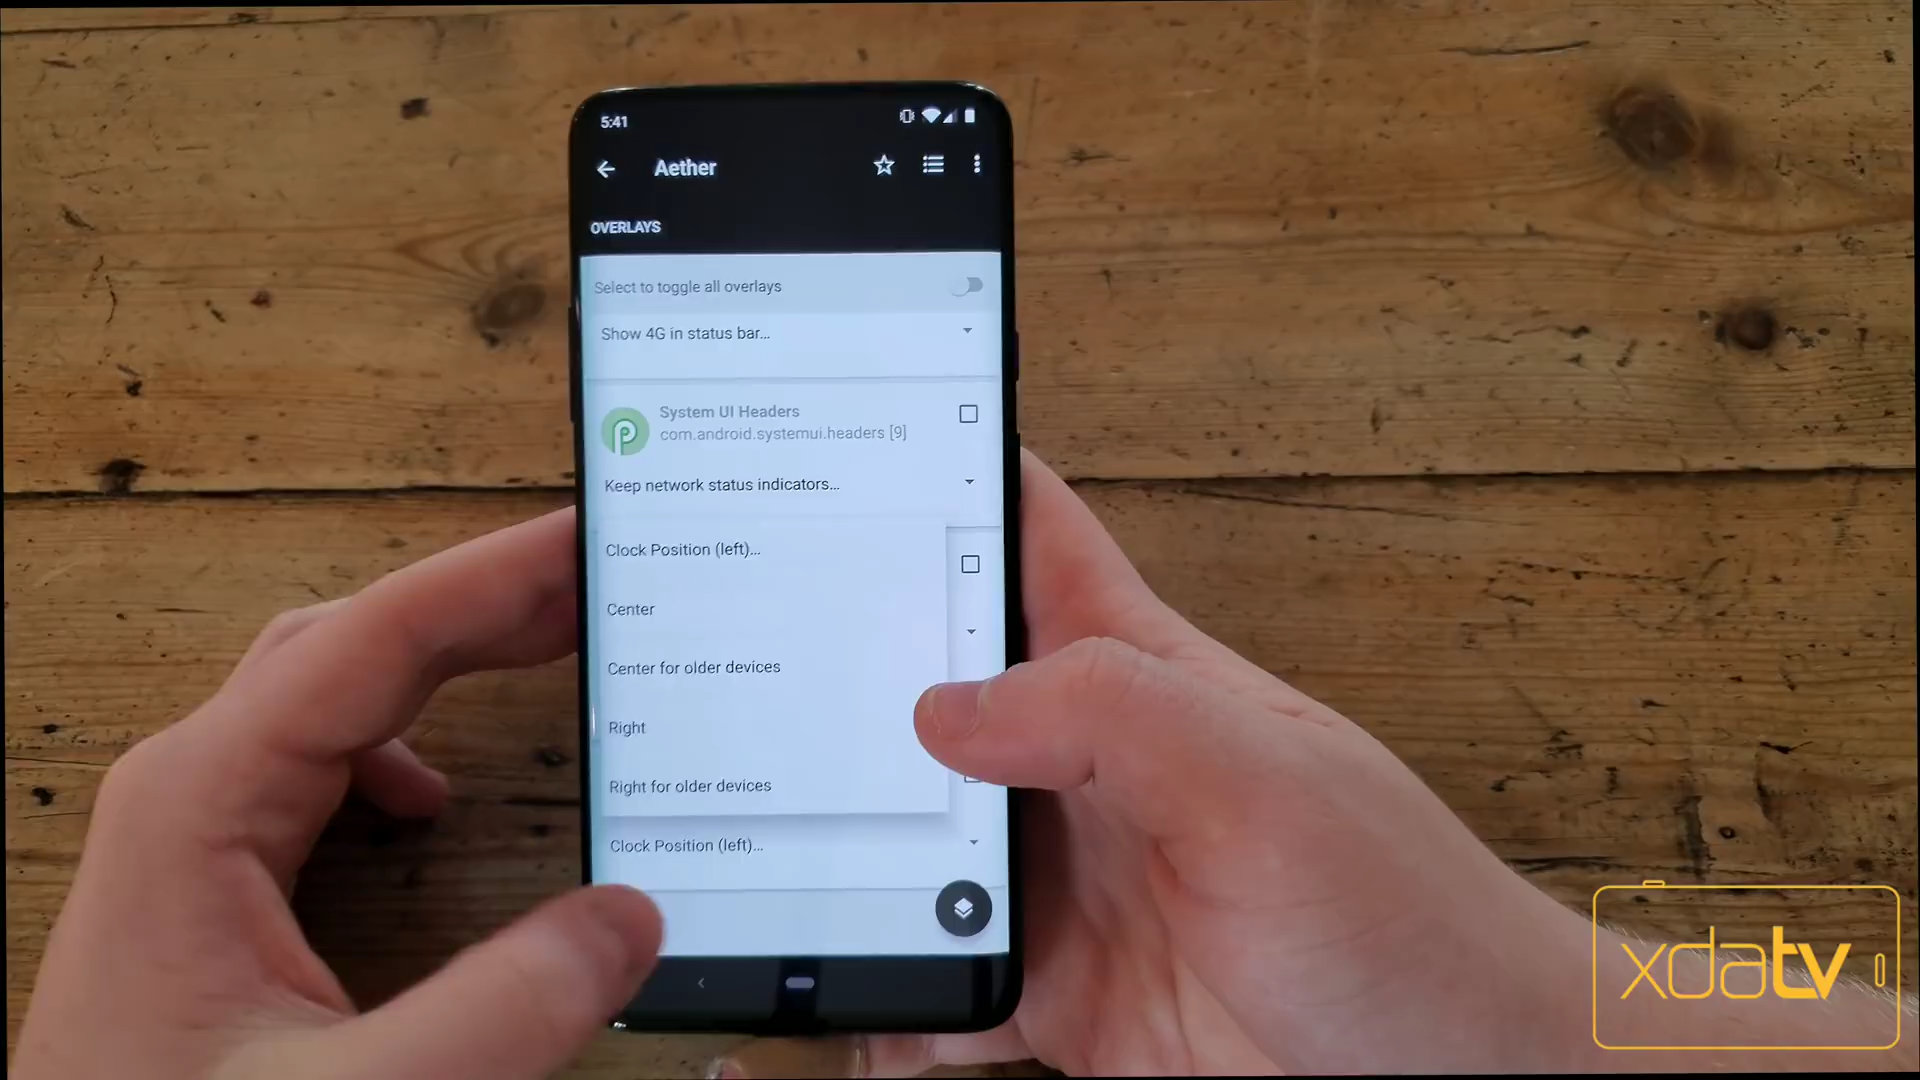 5:41
Aether
OVERLAYS
Select to toggle all overlays
Show 4G in status bar...
System UI Headers
com.android.systemui.headers [9]
Keep network status indicators...
Clock Position (left)...
Center
Center for older devices
Right
Right for older devices
Clock Position (left)...
xdatv